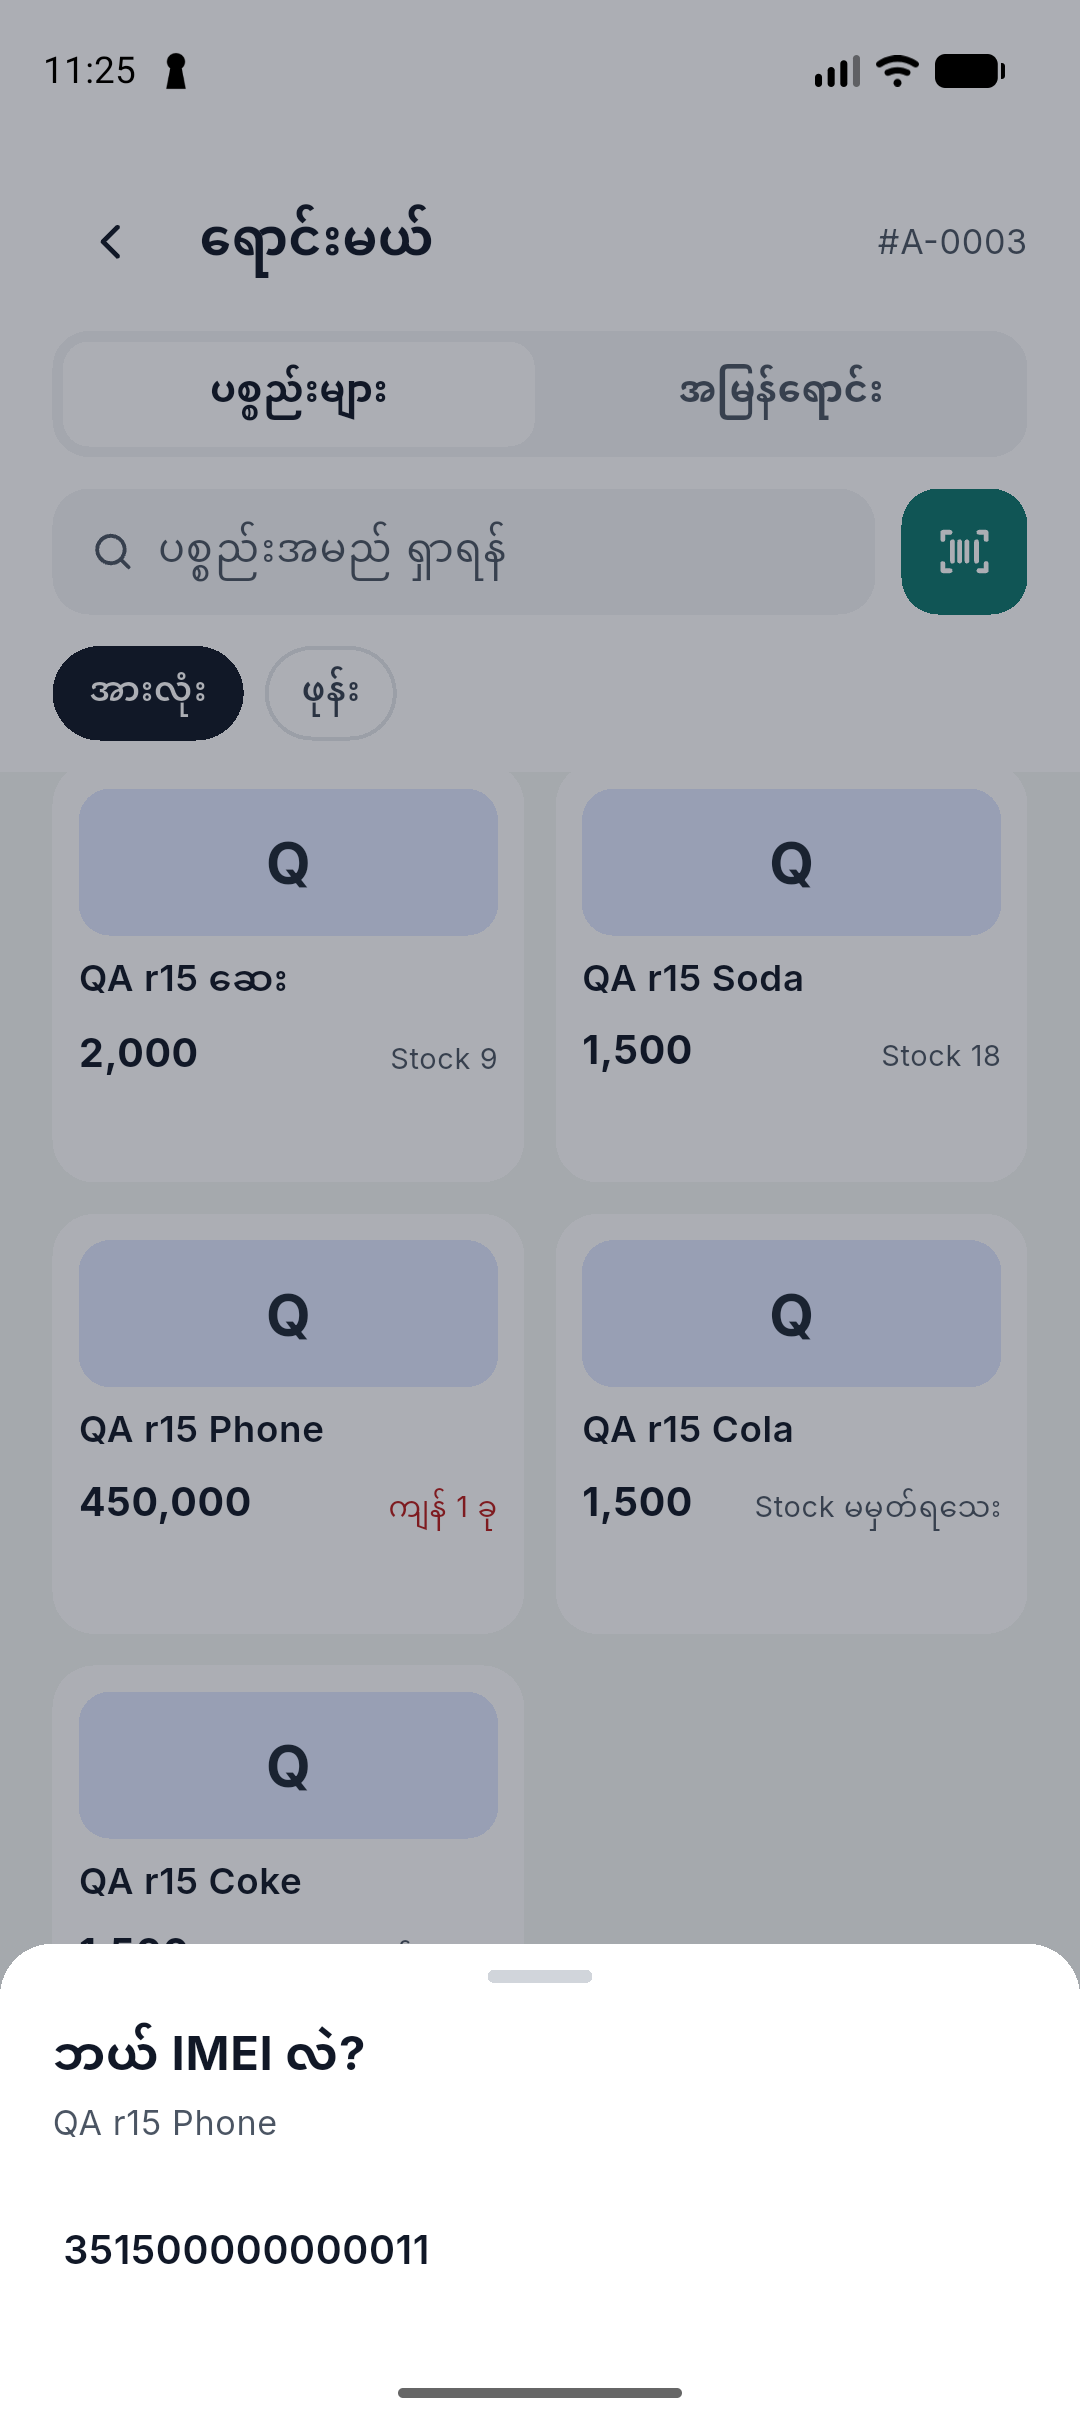 11:25
ရောင်းမယ်
#A-0003
ပစ္စည်းများ
အမြန်ရောင်း
ပစ္စည်းအမည် ရှာရန်
အားလုံး
ဖုန်း
Q
Q
QA r15 ဆေး
QA r15 Soda
2,000
Stock 9
1,500
Stock 18
Q
Q
QA r15 Phone
QA r15 Cola
450,000
ကျန် 1 ခု
1,500
Stock မမှတ်ရသေး
Q
QA r15 Coke
ဘယ် IMEI လဲ?
QA r15 Phone
351500000000011